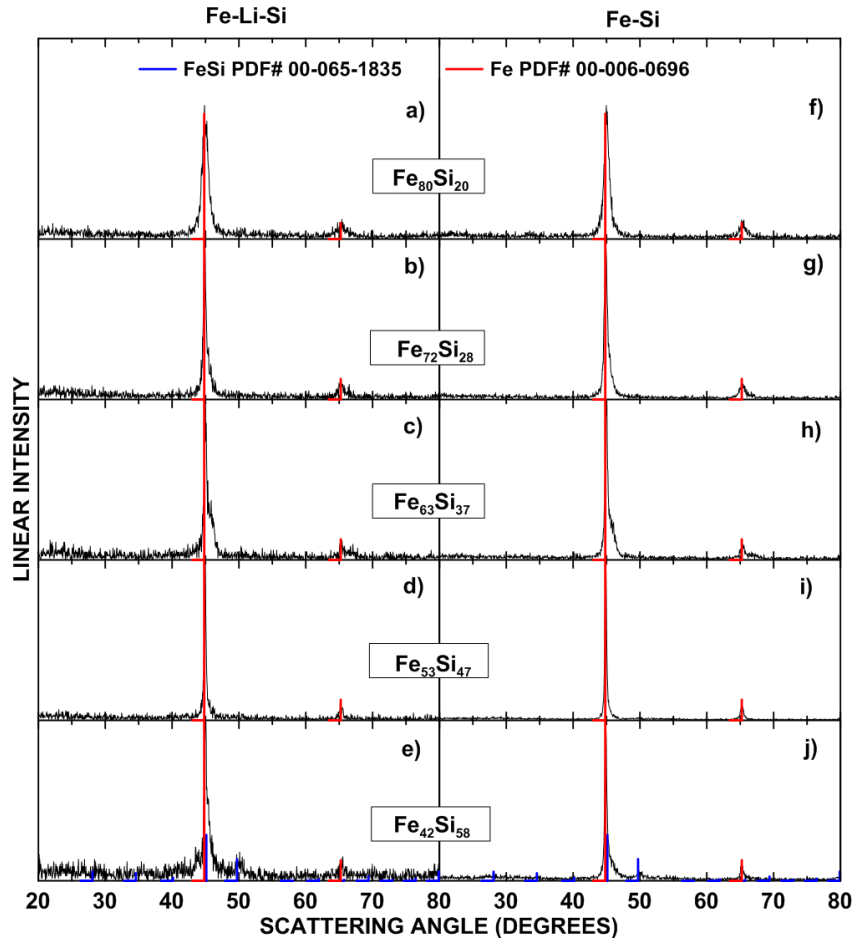 Fe-Li-Si
Fe-Si
FeSi PDF# 00-065-1835
Fe PDF# 00-006-0696
a)
f)
Fe₈₀Si₂₀
b)
g)
Fe₇₂Si₂₈
c)
h)
Fe₆₃Si₃₇
d)
i)
Fe₅₃Si₄₇
e)
j)
Fe₄₂Si₅₈
LINEAR INTENSITY
20 30 40 50 60 70 80 30 40 50 60 70 80
SCATTERING ANGLE (DEGREES)